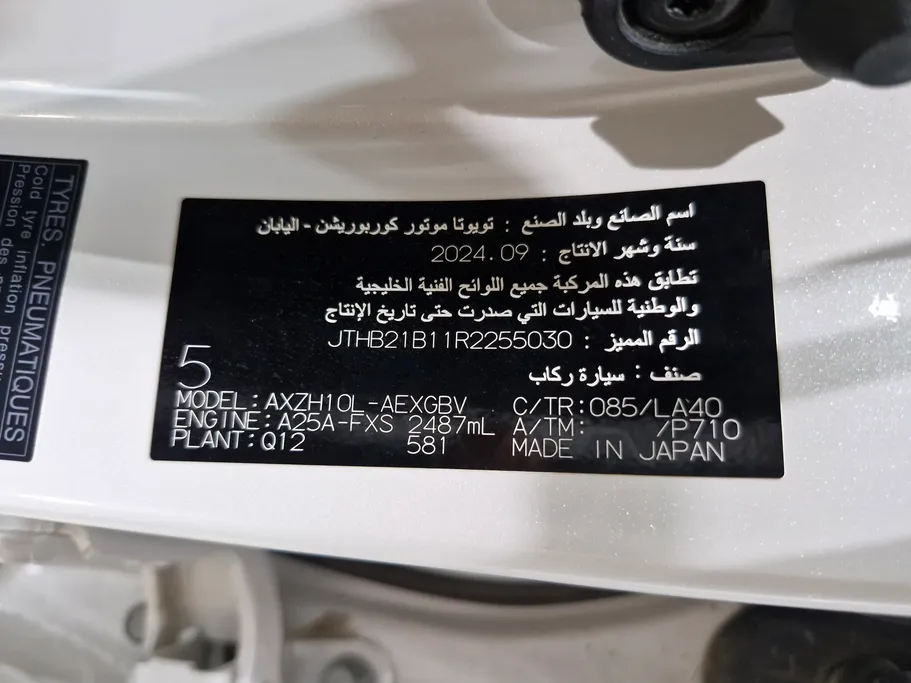 TYRES PNEUMATIQUES
Cold tyre inflation
Pression des
اسم الصانع وبلد الصنع : تويوتا موتور كوربوريشن - اليابان
سنة وشهر الانتاج : 2024.09
تطابق هذه المركبة جميع اللوائح الفنية الخليجية
والوطنية للسيارات التي صدرت حتى تاريخ الإنتاج
الرقم المميز : JTHB21B11R2255030
صنف : سيارة ركاب
5
MODEL:AXZH10L-AEXGBV C/TR:085/LA40
ENGINE:A25A-FXS 2487mL A/TM: /P710
PLANT:Q12 581 MADE IN JAPAN